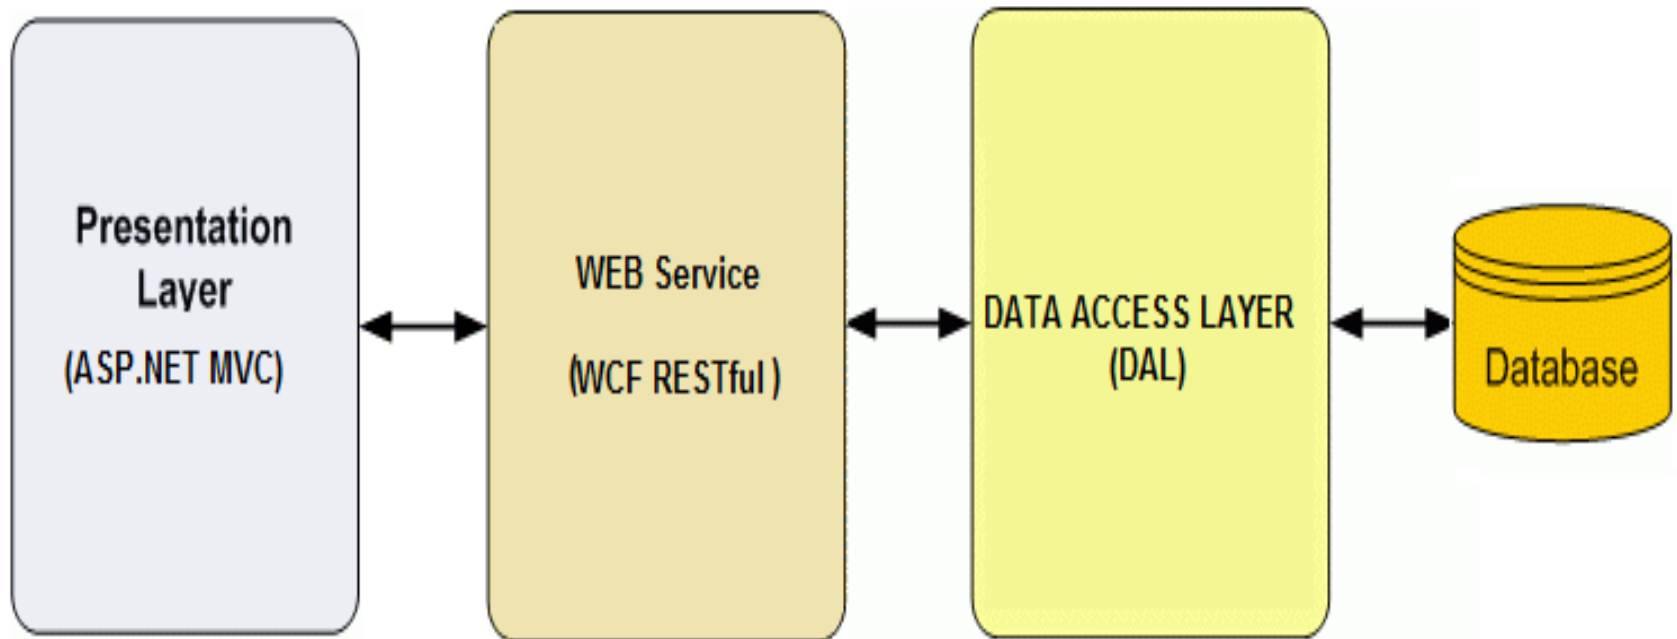 Presentation
Layer
(ASP.NET MVC)
WEB Service
(WCF RESTful )
DATA ACCESS LAYER
(DAL)
Database